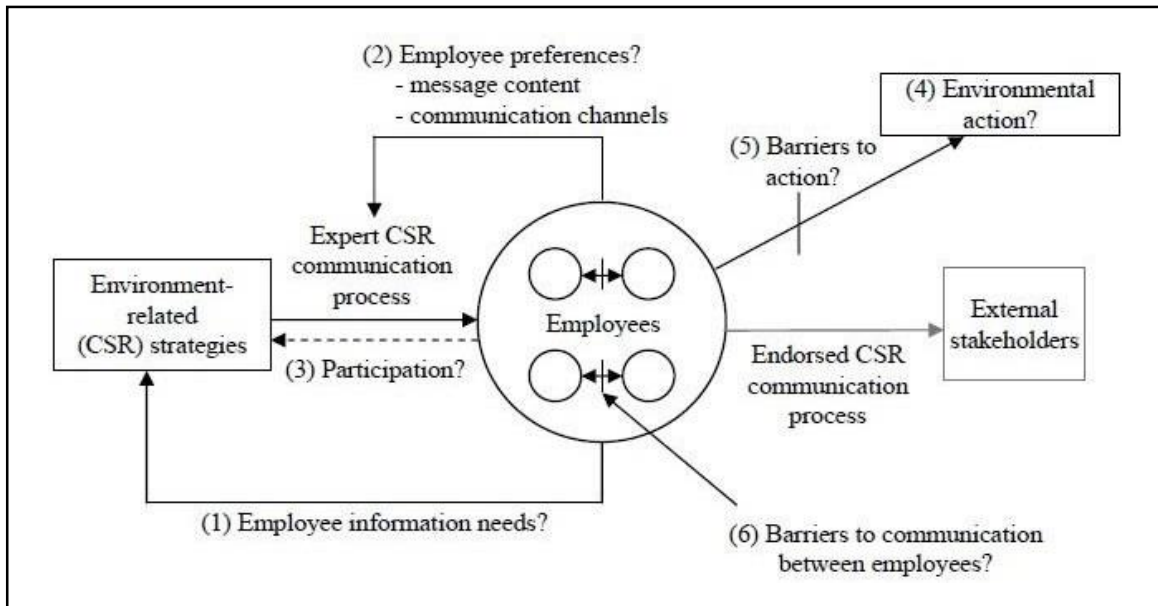 (2) Employee preferences?
- message content
- communication channels
(4) Environmental
action?
(5) Barriers to
action?
Expert CSR
communication
process
Environment-
related
(CSR) strategies
Employees
External
stakeholders
(3) Participation?
Endorsed CSR
communication
process
(1) Employee information needs?
(6) Barriers to communication
between employees?